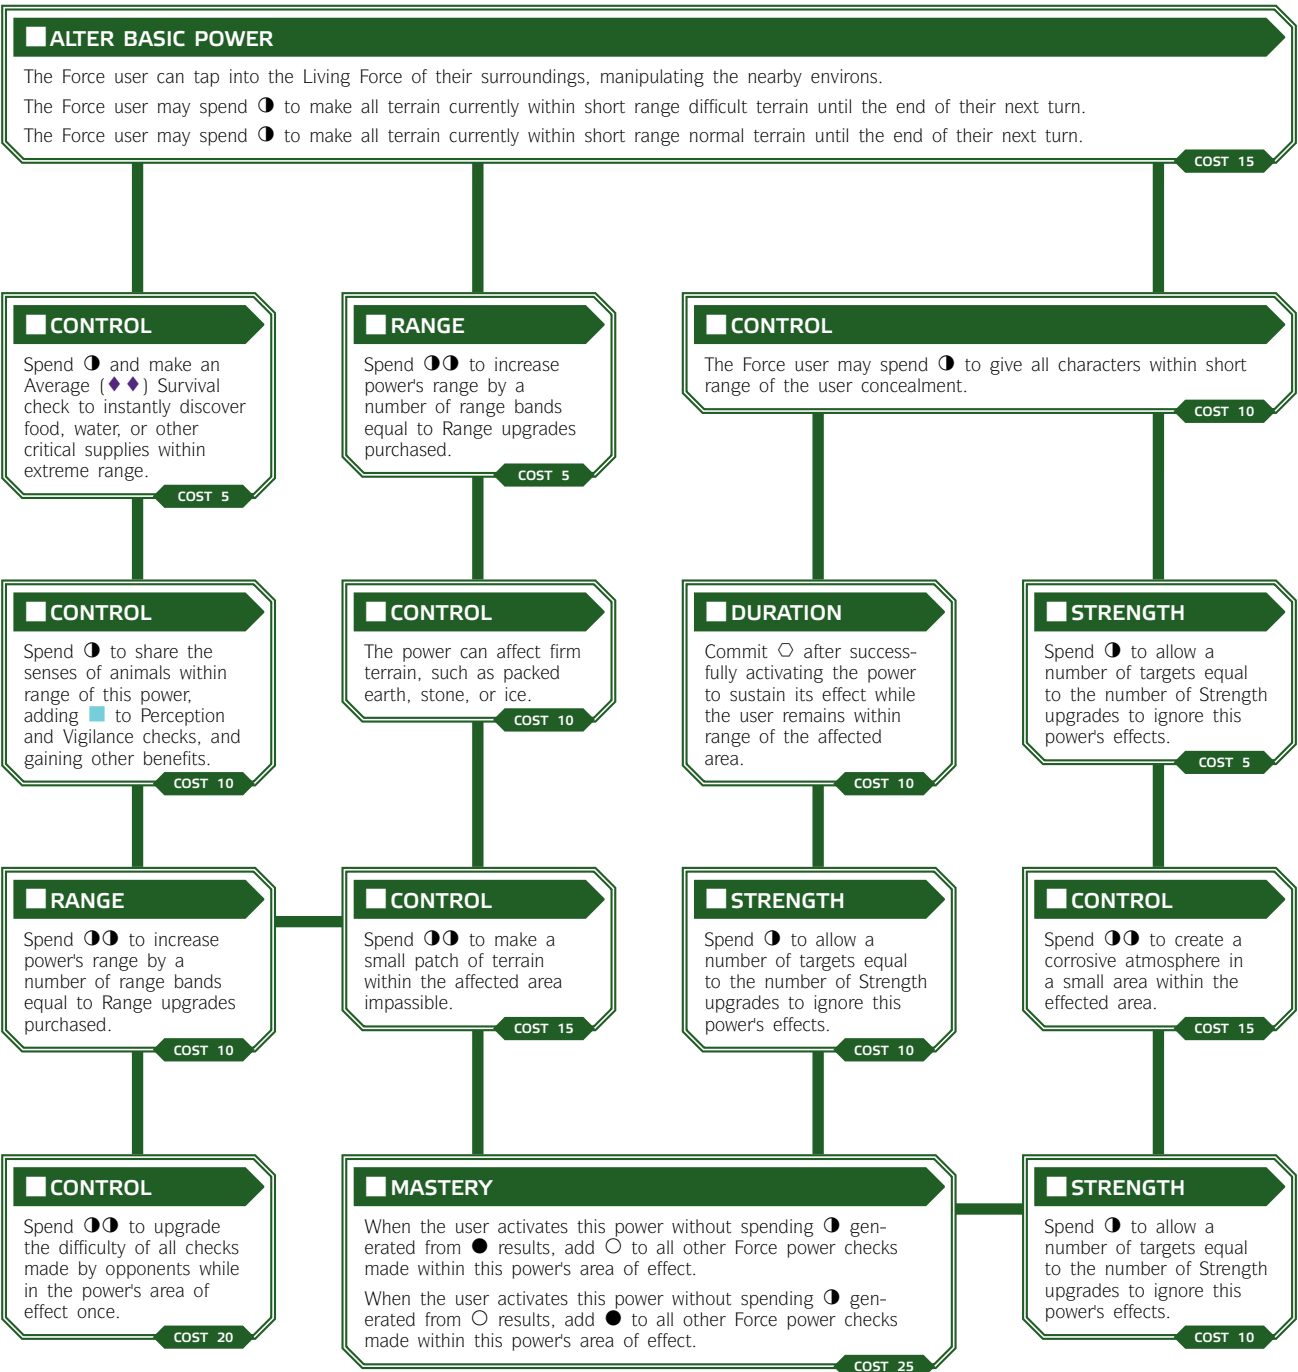 ALTER BASIC POWER
The Force user can tap into the Living Force of their surroundings, manipulating the nearby environs.
The Force user may spend ◑ to make all terrain currently within short range difficult terrain until the end of their next turn.
The Force user may spend ◑ to make all terrain currently within short range normal terrain until the end of their next turn.
COST 15
CONTROL
Spend ◑ and make an
Average (♦ ♦) Survival
check to instantly discover
food, water, or other
critical supplies within
extreme range.
COST 5
RANGE
Spend ◑◑ to increase
power's range by a
number of range bands
equal to Range upgrades
purchased.
COST 5
CONTROL
The Force user may spend ◑ to give all characters within short
range of the user concealment.
COST 10
CONTROL
Spend ◑ to share the
senses of animals within
range of this power,
adding ■ to Perception
and Vigilance checks, and
gaining other benefits.
COST 10
CONTROL
The power can affect firm
terrain, such as packed
earth, stone, or ice.
COST 10
DURATION
Commit ⬡ after success-
fully activating the power
to sustain its effect while
the user remains within
range of the affected
area.
COST 10
STRENGTH
Spend ◑ to allow a
number of targets equal
to the number of Strength
upgrades to ignore this
power's effects.
COST 5
RANGE
Spend ◑◑ to increase
power's range by a
number of range bands
equal to Range upgrades
purchased.
COST 10
CONTROL
Spend ◑◑ to make a
small patch of terrain
within the affected area
impassible.
COST 15
STRENGTH
Spend ◑ to allow a
number of targets equal
to the number of Strength
upgrades to ignore this
power's effects.
COST 10
CONTROL
Spend ◑◑ to create a
corrosive atmosphere in
a small area within the
effected area.
COST 15
CONTROL
Spend ◑◑ to upgrade
the difficulty of all checks
made by opponents while
in the power's area of
effect once.
COST 20
MASTERY
When the user activates this power without spending ◑ gen-
erated from ● results, add ○ to all other Force power checks
made within this power's area of effect.
When the user activates this power without spending ◑ gen-
erated from ○ results, add ● to all other Force power checks
made within this power's area of effect.
COST 25
STRENGTH
Spend ◑ to allow a
number of targets equal
to the number of Strength
upgrades to ignore this
power's effects.
COST 10